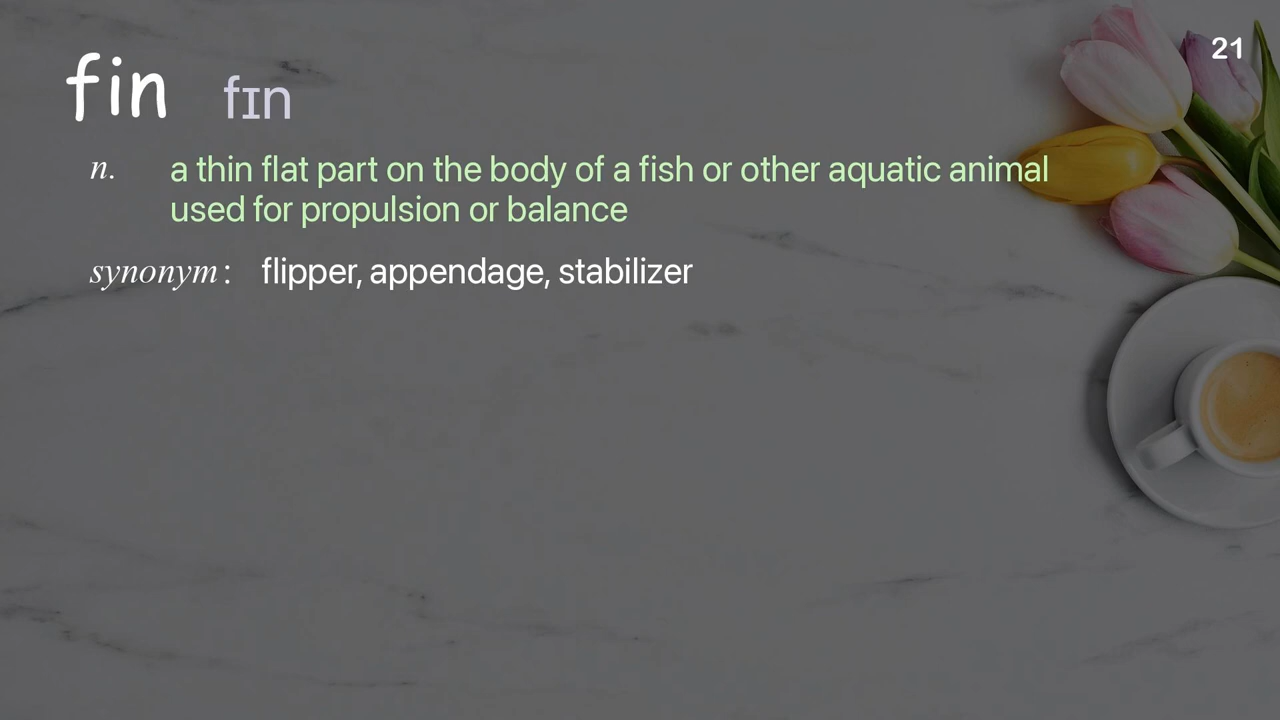 21
fin fɪn
n. a thin flat part on the body of a fish or other aquatic animal
used for propulsion or balance
synonym: flipper, appendage, stabilizer